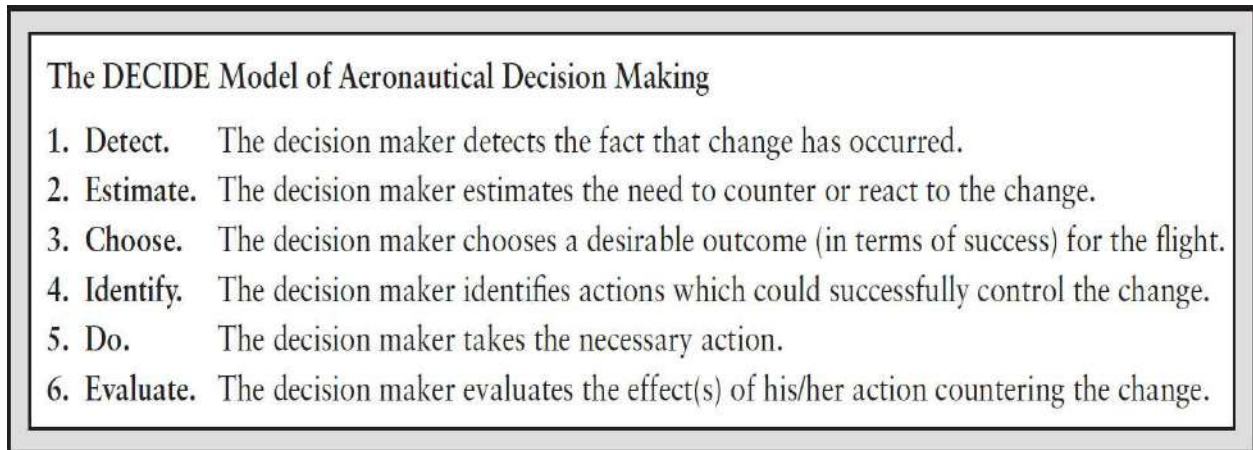 The DECIDE Model of Aeronautical Decision Making
1. Detect. The decision maker detects the fact that change has occurred.
2. Estimate. The decision maker estimates the need to counter or react to the change.
3. Choose. The decision maker chooses a desirable outcome (in terms of success) for the flight.
4. Identify. The decision maker identifies actions which could successfully control the change.
5. Do. The decision maker takes the necessary action.
6. Evaluate. The decision maker evaluates the effect(s) of his/her action countering the change.